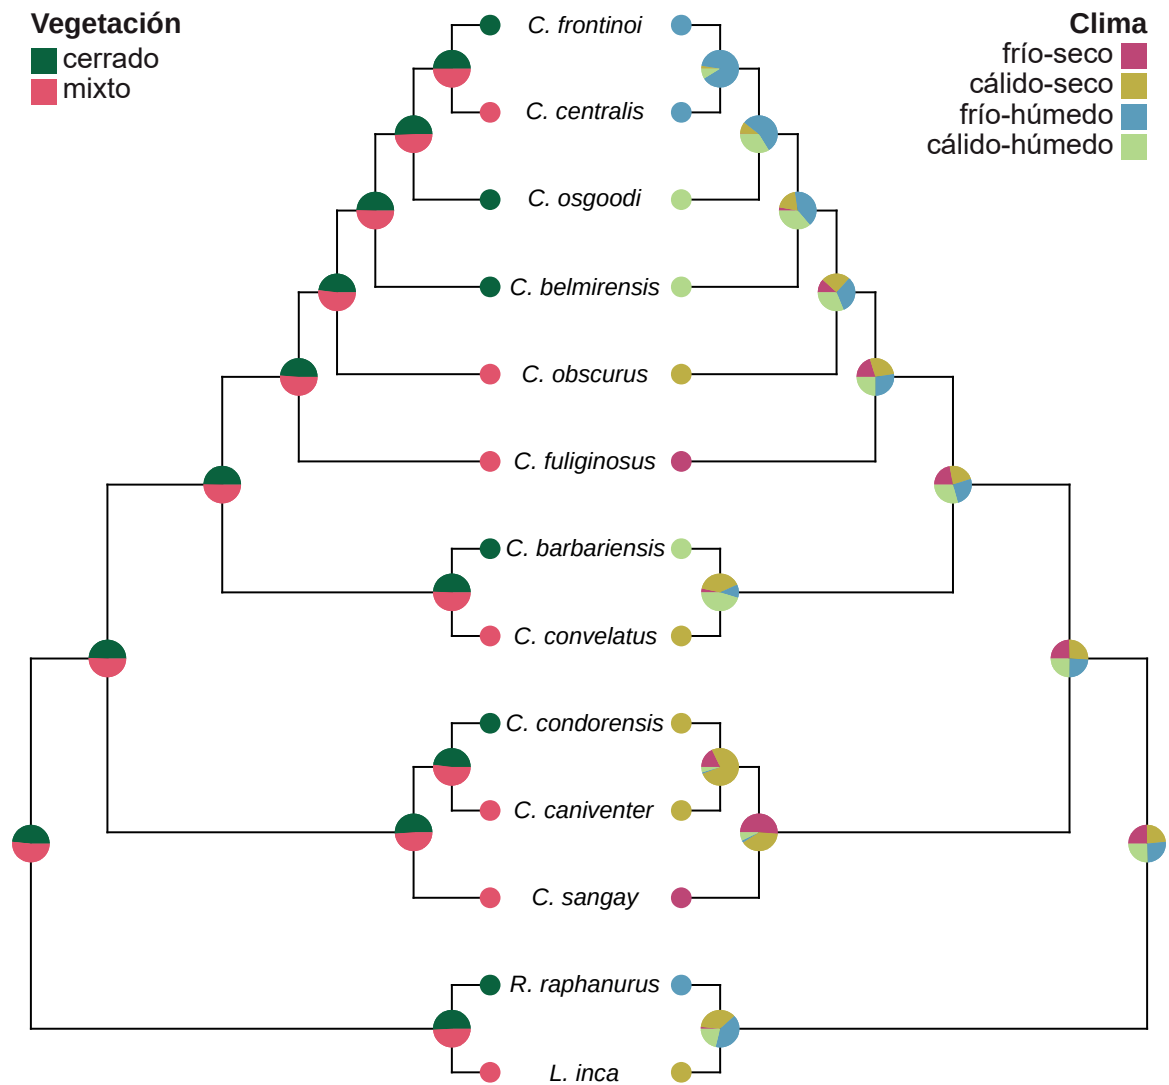 Vegetación
cerrado
mixto
Clima
frío-seco
cálido-seco
frío-húmedo
cálido-húmedo
C. frontinoi
C. centralis
C. osgoodi
C. belmirensis
C. obscurus
C. fuliginosus
C. barbariensis
C. convelatus
C. condorensis
C. caniventer
C. sangay
R. raphanurus
L. inca